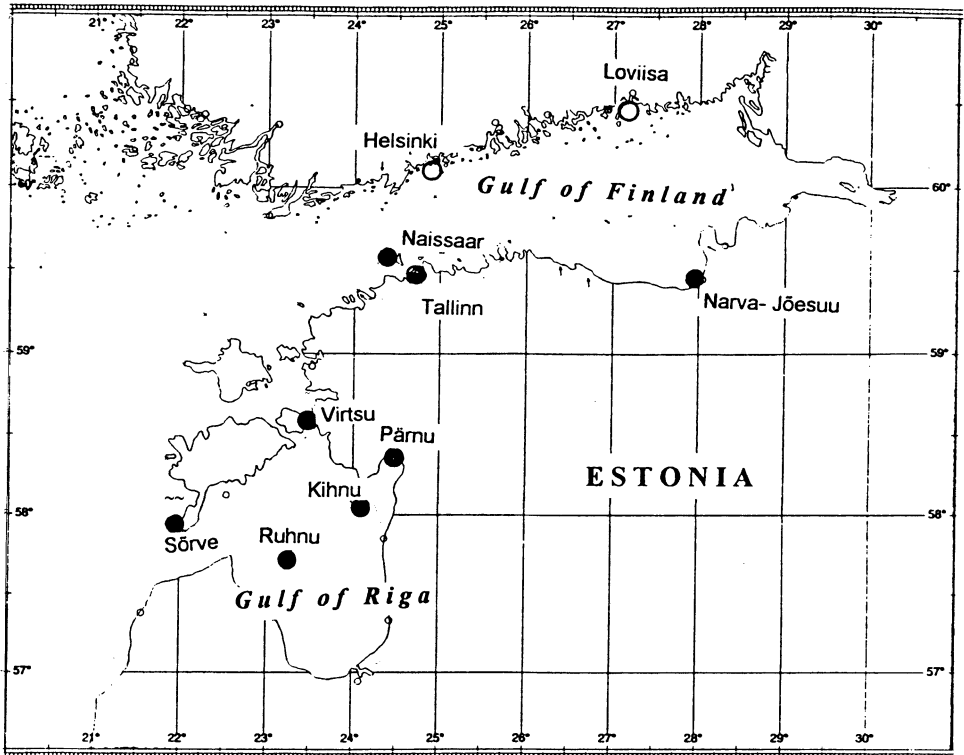 21° 22° 23° 24° 25° 26° 27° 28° 29° 30°
Loviisa
Helsinki
60° Gulf of Finland 60°
Naissaar
Tallinn
Narva- Jõesuu
59° 59°
Virtsu
Pärnu
ESTONIA
Kihnu
58° 58°
Sõrve
Ruhnu
Gulf of Riga
57° 57°
21° 22° 23° 24° 25° 26° 27° 28° 29° 30°